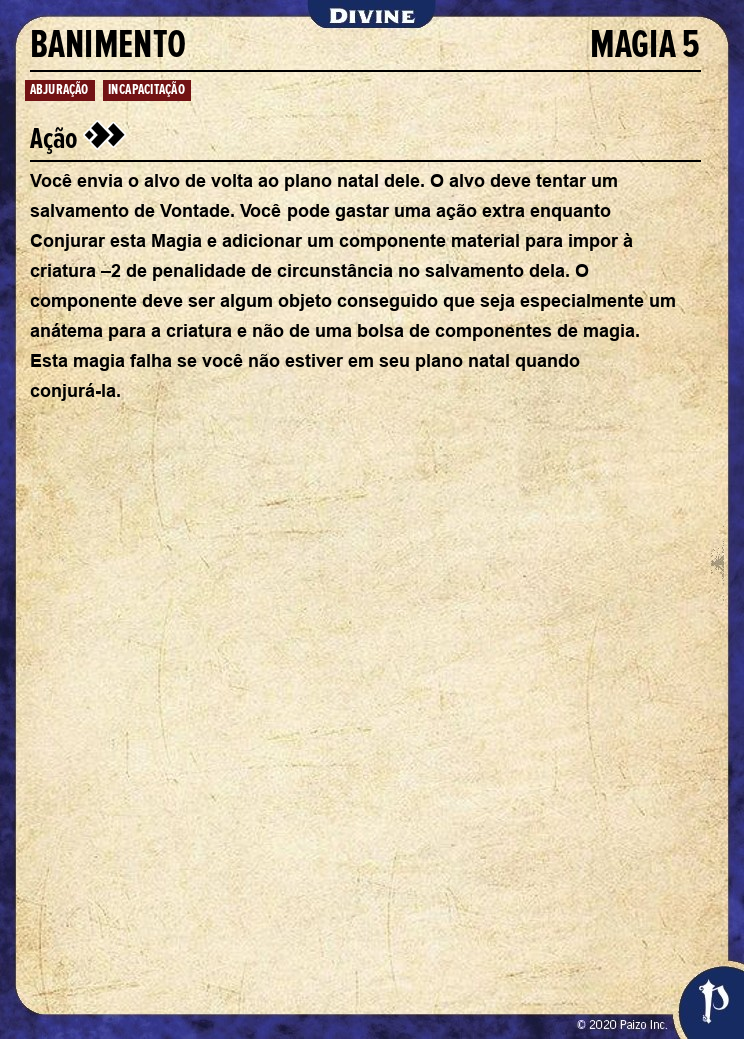 DIVINE
BANIMENTO MAGIA 5
ABJURAÇÃO INCAPACITAÇÃO
Ação
Você envia o alvo de volta ao plano natal dele. O alvo deve tentar um
salvamento de Vontade. Você pode gastar uma ação extra enquanto
Conjurar esta Magia e adicionar um componente material para impor à
criatura –2 de penalidade de circunstância no salvamento dela. O
componente deve ser algum objeto conseguido que seja especialmente um
anátema para a criatura e não de uma bolsa de componentes de magia.
Esta magia falha se você não estiver em seu plano natal quando
conjurá-la.
© 2020 Paizo Inc.